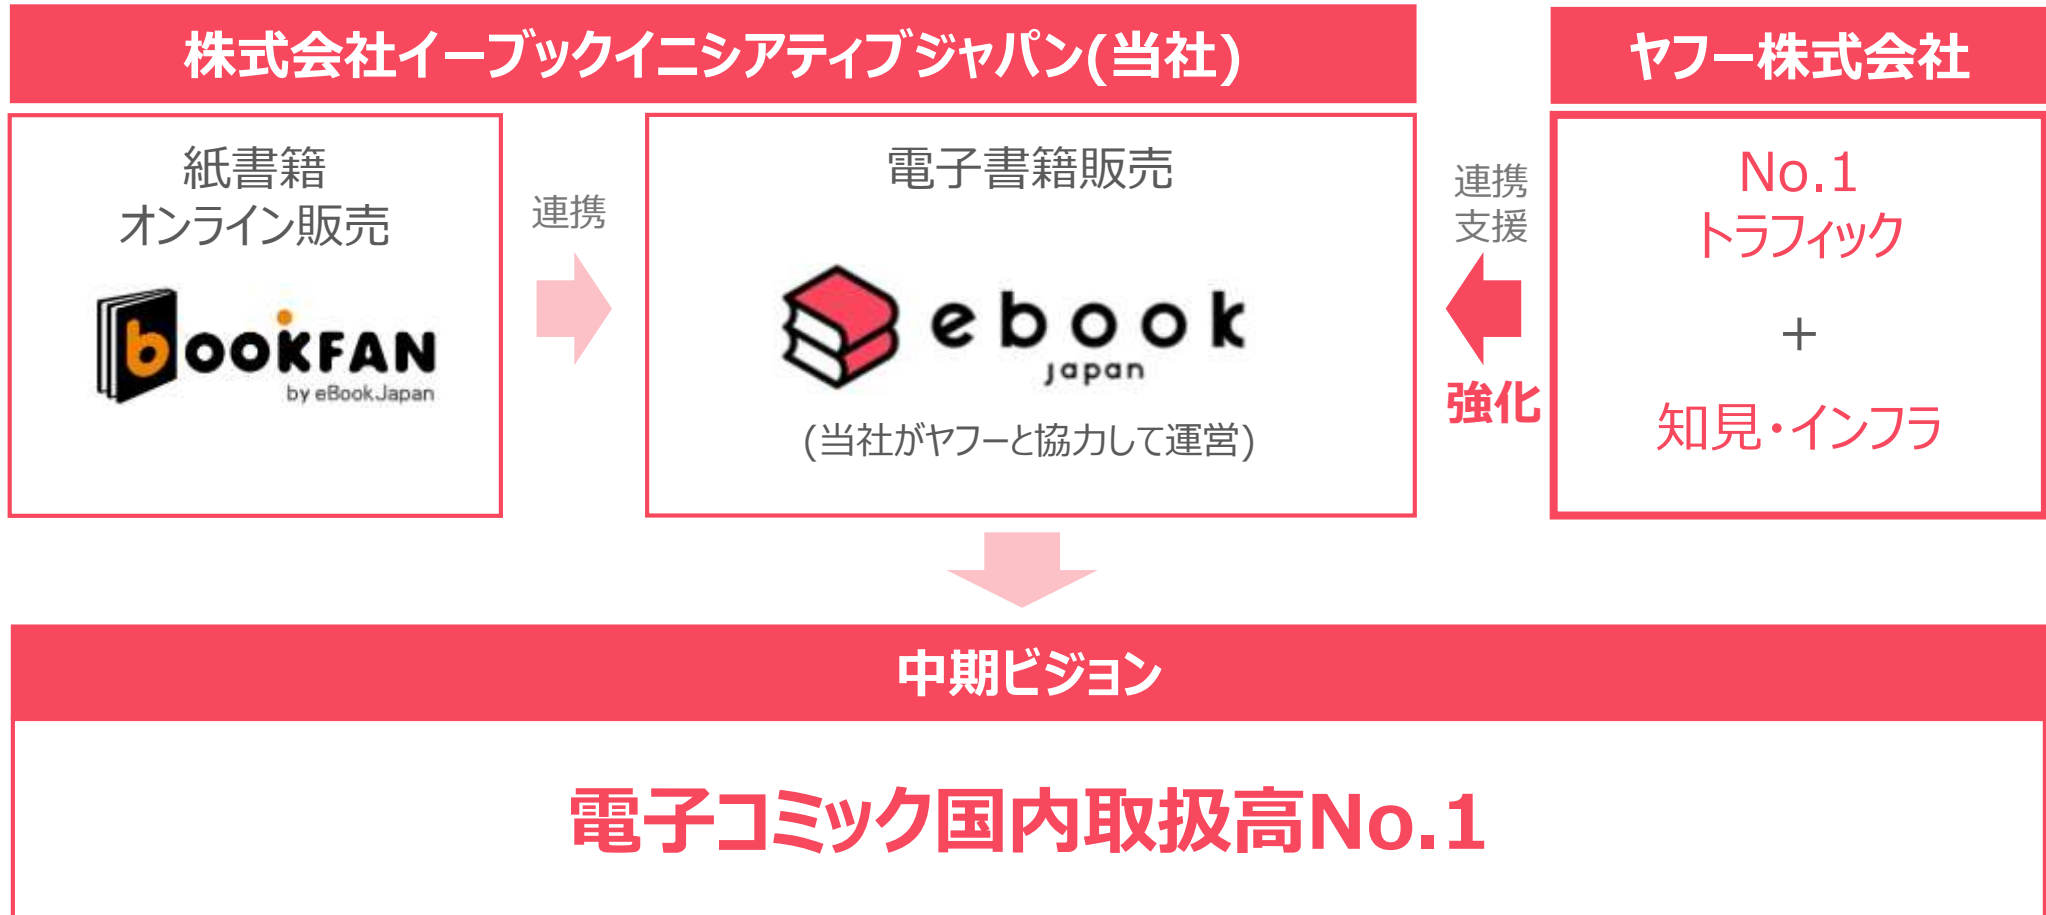 株式会社イーブックイニシアティブジャパン(当社)
ヤフー株式会社
紙書籍
オンライン販売
bookFAN
by eBookJapan
連携
電子書籍販売
ebook
japan
(当社がヤフーと協力して運営)
連携
支援
強化
No.1
トラフィック
+
知見・インフラ
中期ビジョン
電子コミック国内取扱高No.1